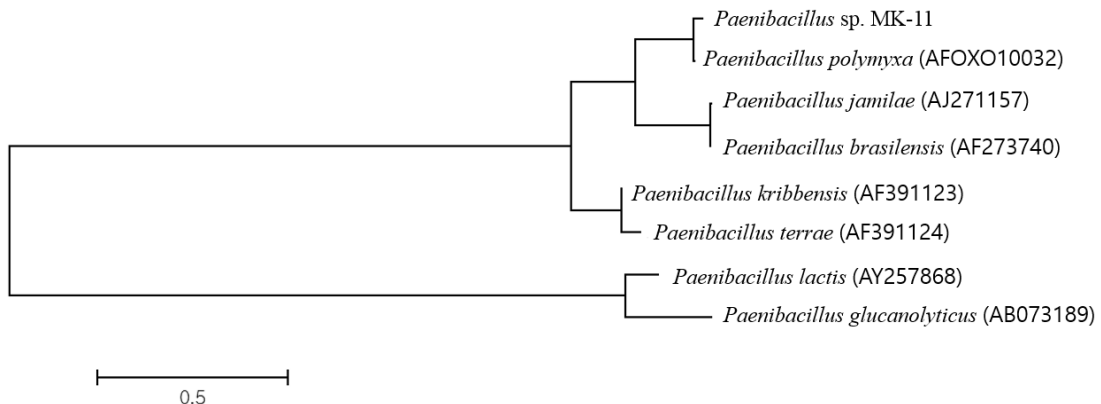 Paenibacillus sp. MK-11
Paenibacillus polymyxa (AFOXO10032)
Paenibacillus jamilae (AJ271157)
Paenibacillus brasilensis (AF273740)
Paenibacillus kribbensis (AF391123)
Paenibacillus terrae (AF391124)
Paenibacillus lactis (AY257868)
Paenibacillus glucanolyticus (AB073189)
0.5